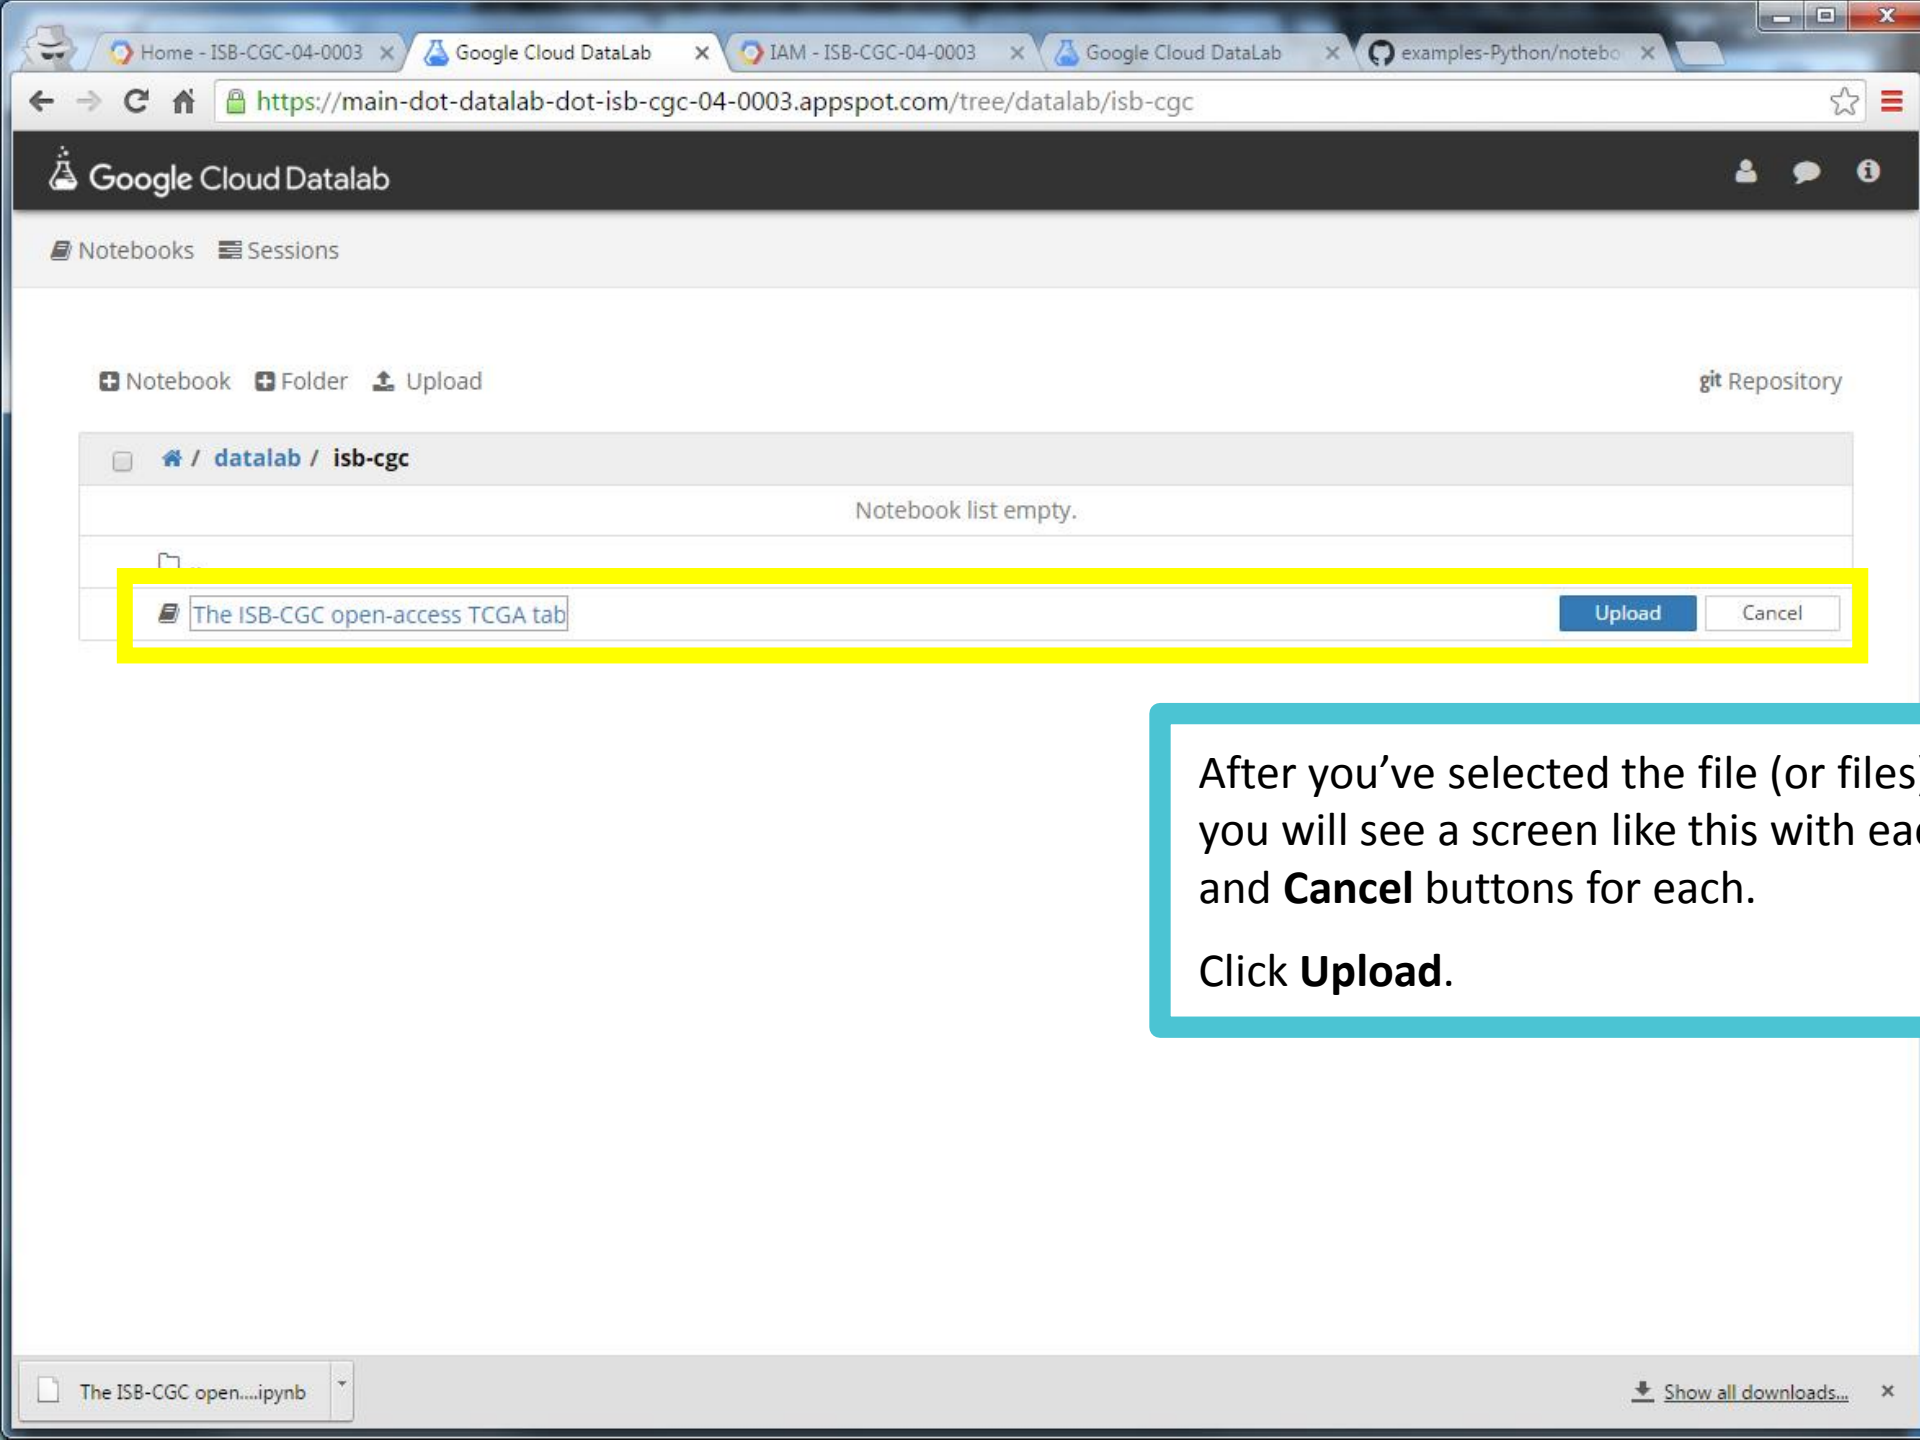 Home - ISB-CGC-04-0003
Google Cloud DataLab
IAM - ISB-CGC-04-0003
Google Cloud DataLab
examples-Python/notebo
https://main-dot-datalab-dot-isb-cgc-04-0003.appspot.com/tree/datalab/isb-cgc
Google Cloud Datalab
Notebooks Sessions
Notebook Folder Upload
git Repository
/ datalab / isb-cgc
Notebook list empty.
..
The ISB-CGC open-access TCGA tab
Upload Cancel
After you’ve selected the file (or files)
you will see a screen like this with
and Cancel buttons for each.
Click Upload.
The ISB-CGC open....ipynb
Show all downloads...